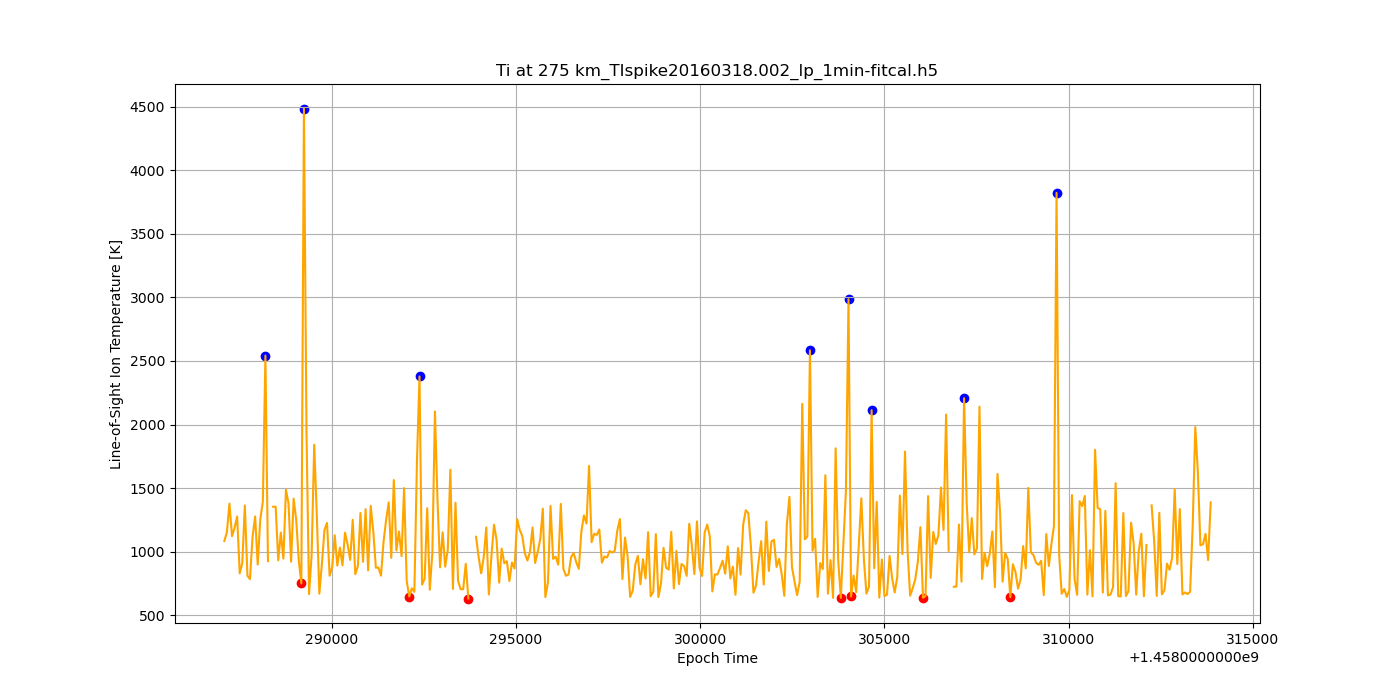 Ti at 275 km_TIspike20160318.002_lp_1min-fitcal.h5
Line-of-Sight Ion Temperature [K]
4500
4000
3500
3000
2500
2000
1500
1000
500
290000 295000 300000 305000 310000 315000
Epoch Time
+1.4580000000e9